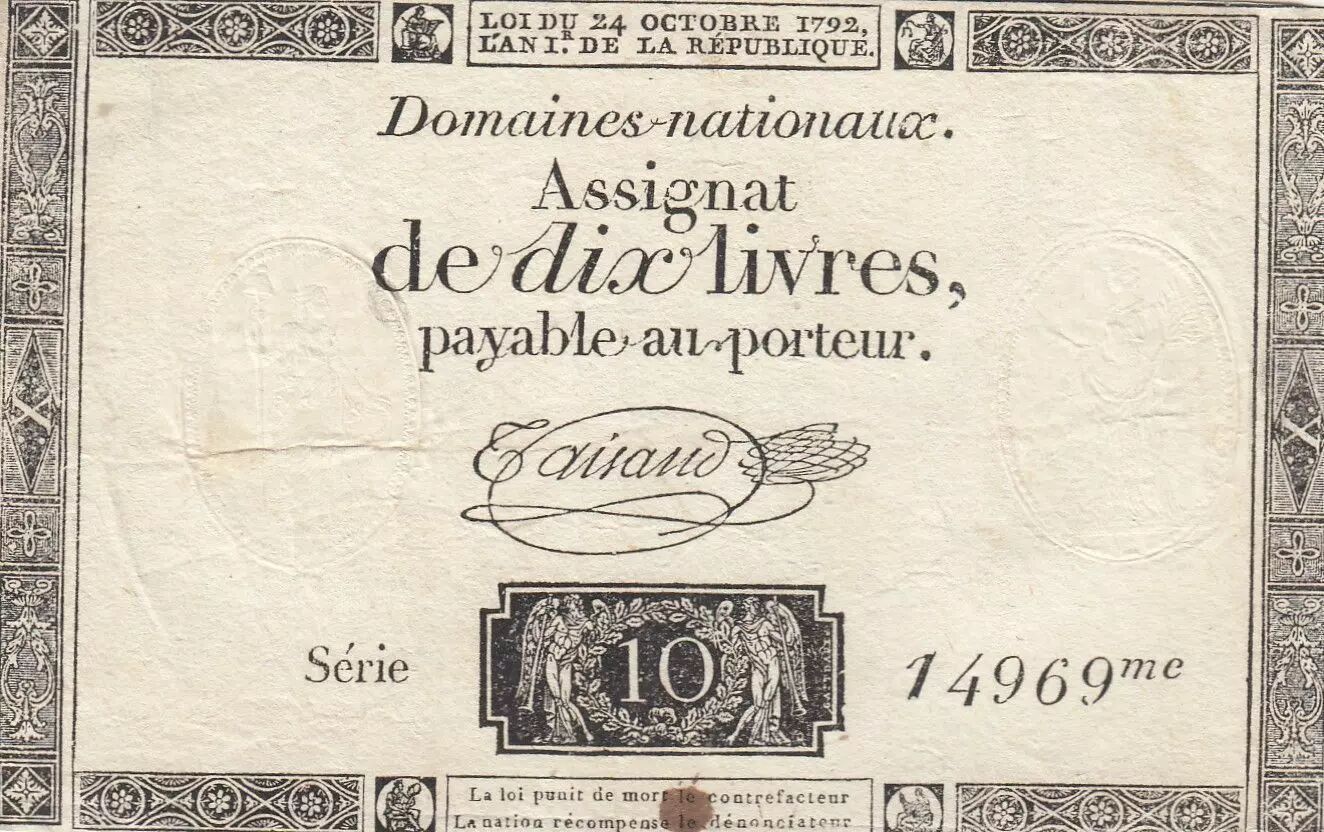 LOI DU 24 OCTOBRE 1792,
L'AN I.R DE LA RÉPUBLIQUE.
Domaines nationaux.
Assignat
de dix livres,
payable au porteur.
Taisaud
X
X
10
Série
14969me
La loi punit de mort le contrefacteur
La nation récompense le dénonciateur